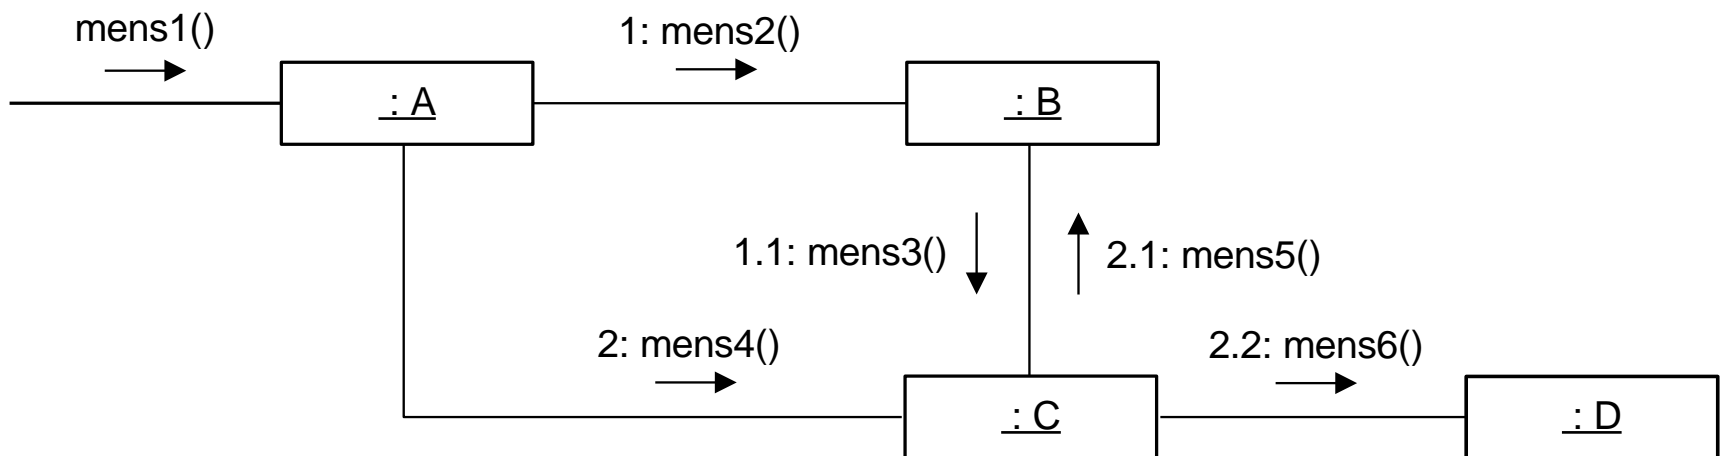 mens1()
1: mens2()
: A
: B
1.1: mens3()
2.1: mens5()
2: mens4()
2.2: mens6()
: C
: D